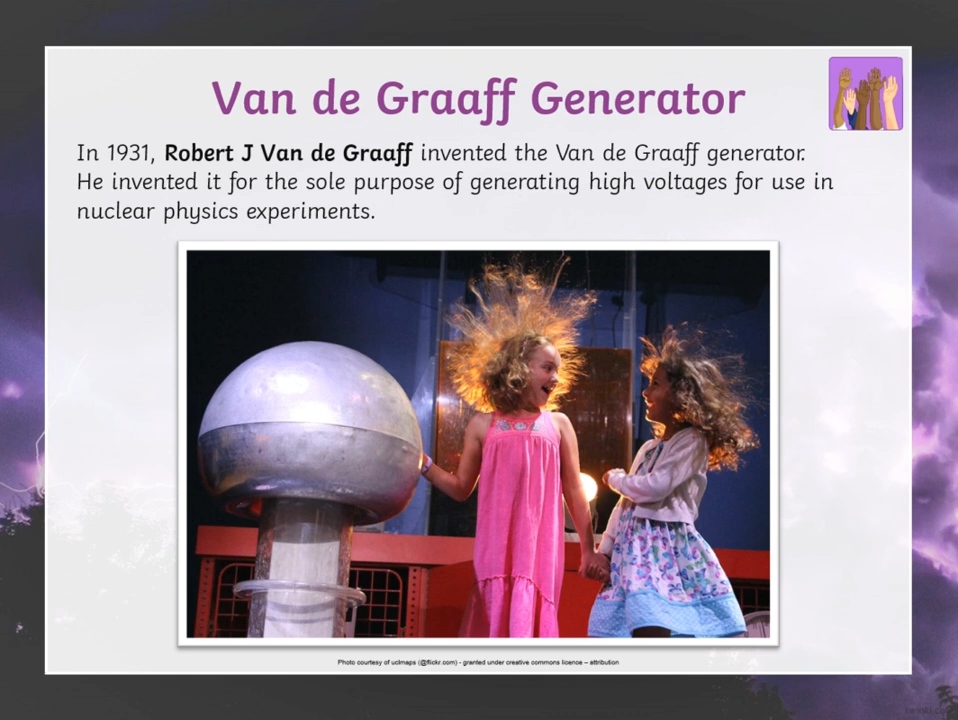 Van de Graaff Generator
In 1931, Robert J Van de Graaff invented the Van de Graaff generator.
He invented it for the sole purpose of generating high voltages for use in
nuclear physics experiments.
Photo courtesy of uclmaps (@flickr.com) - granted under creative commons licence – attribution